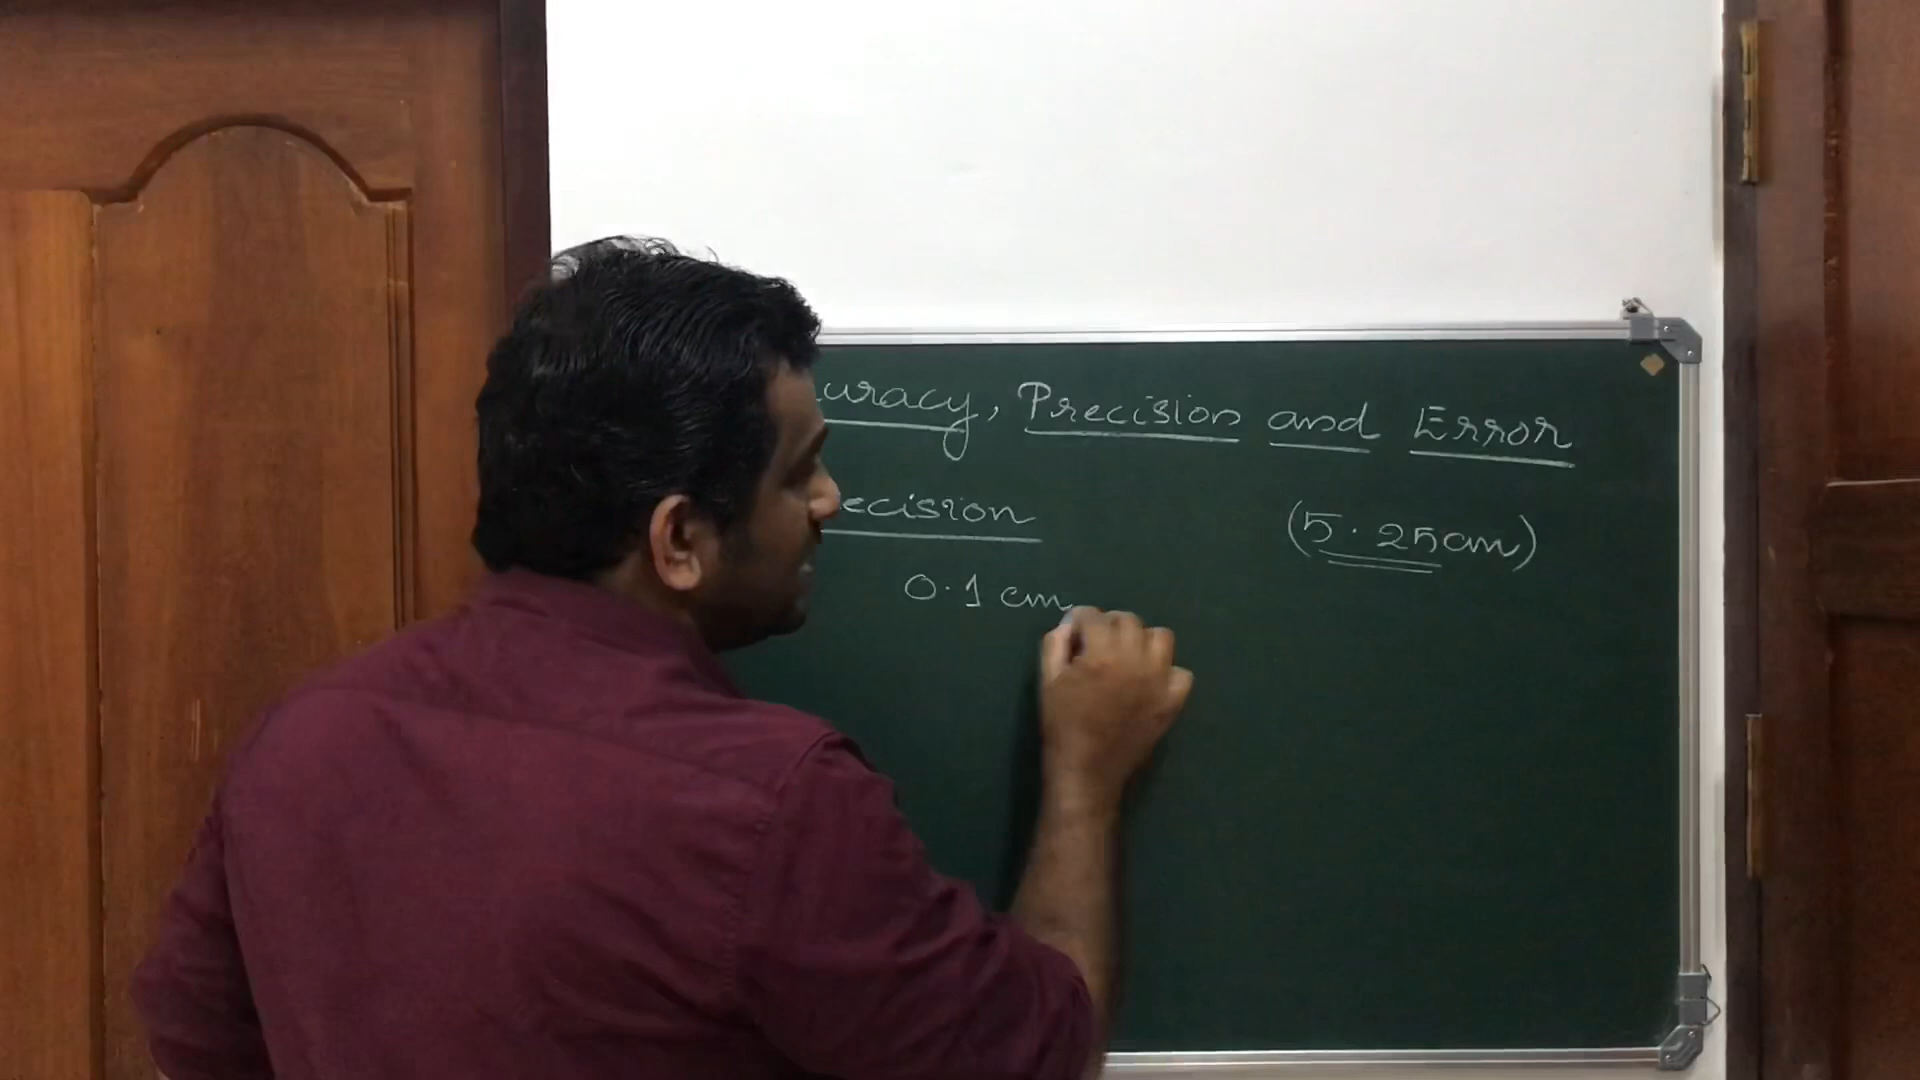 uracy, Precision and Error
ecision
(5.25cm)
0.1 cm